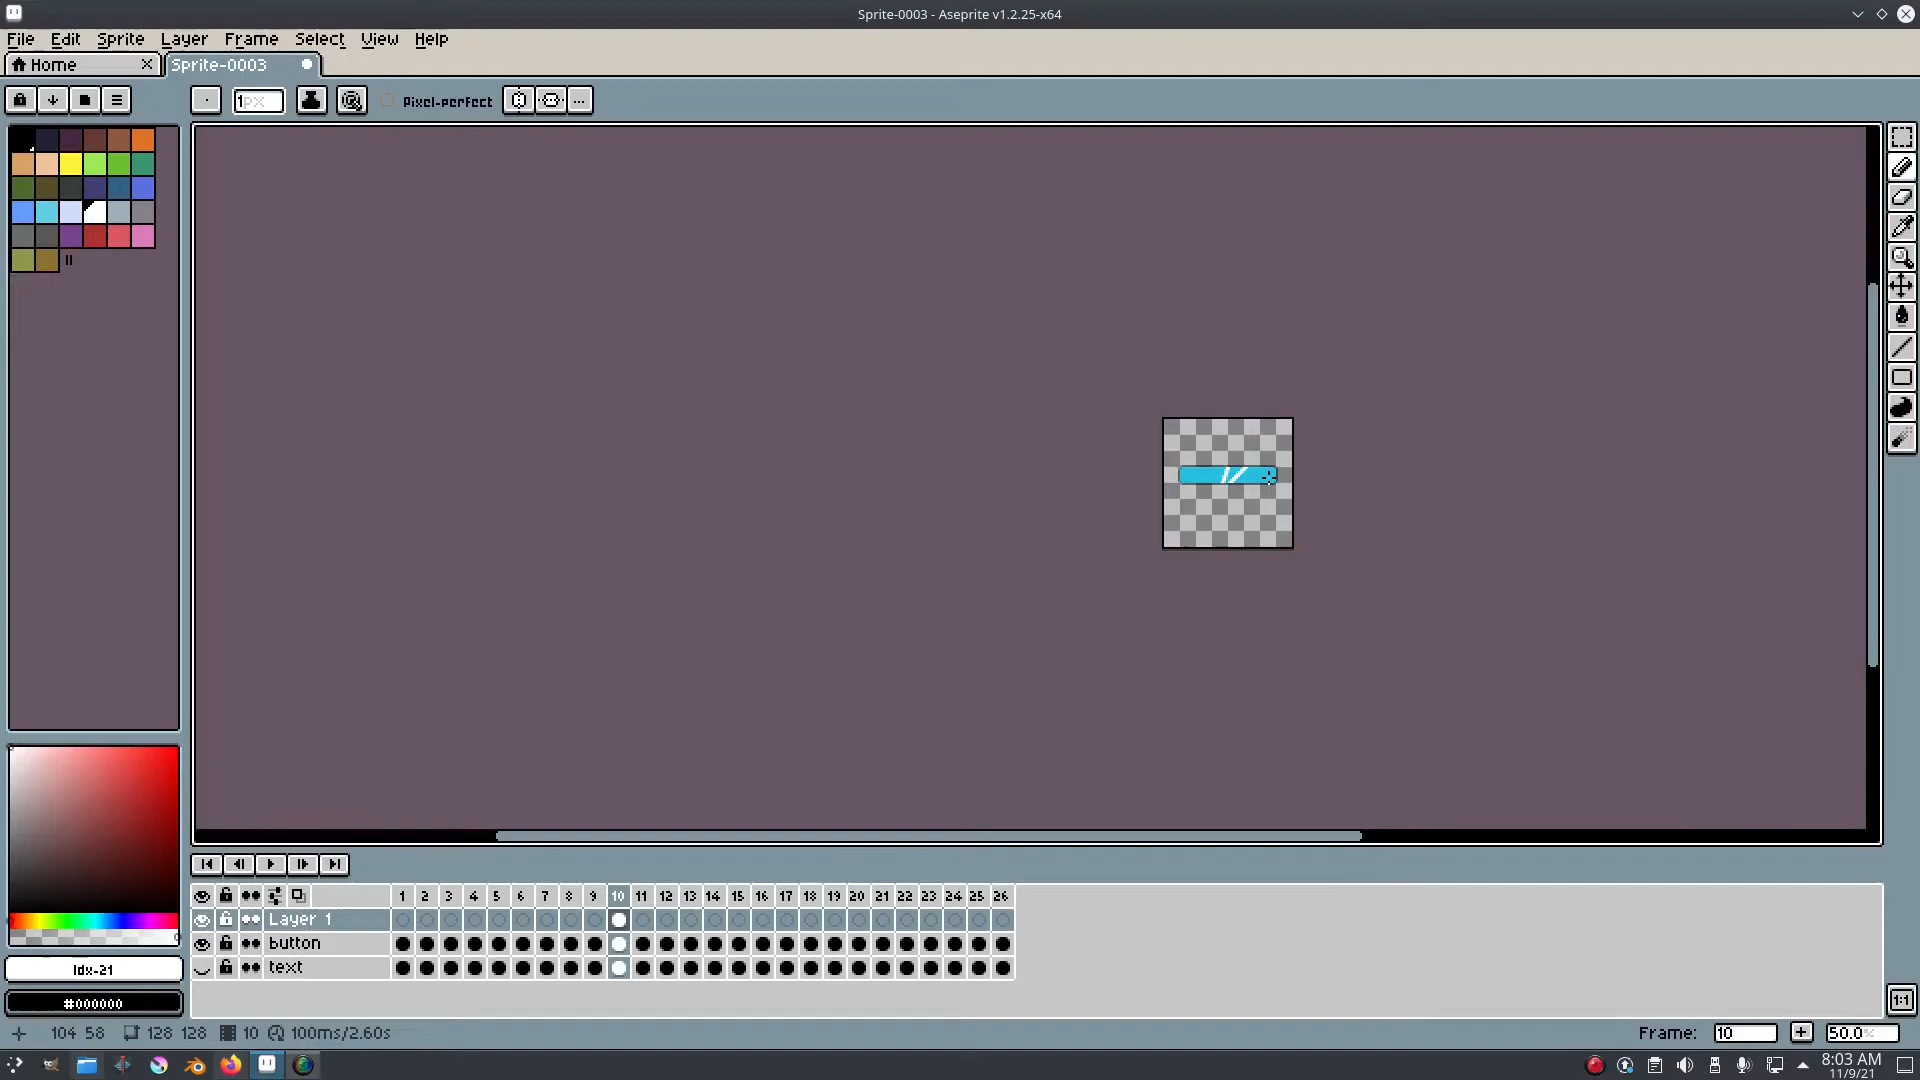 Sprite-0003 - Aseprite v1.2.25-x64
File Edit Sprite Layer Frame Select View Help
Home
Sprite-0003
1px
Pixel-perfect
...
1 2 3 4 5 6 7 8 9 10 11 12 13 14 15 16 17 18 19 20 21 22 23 24 25 26
Layer 1
button
text
Idx-21
#000000
1:1
104 58 128 128 10 100ms/2.60s
Frame: 10 + 50.0%
8:03 AM
11/9/21